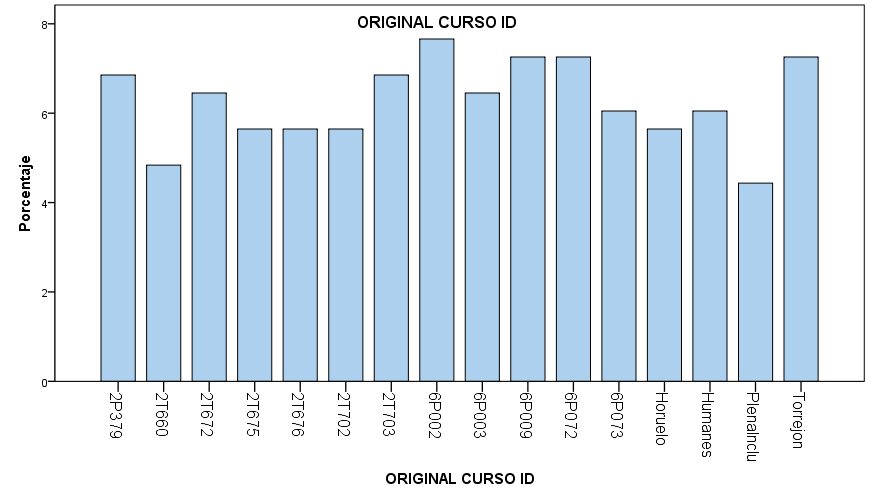 ORIGINAL CURSO ID
Porcentaje
8
6
4
2
0
2P379
2T660
2T672
2T675
2T676
2T702
2T703
6P002
6P003
6P009
6P072
6P073
Horuelo
Humanes
PlenaInclu
Torrejon
ORIGINAL CURSO ID